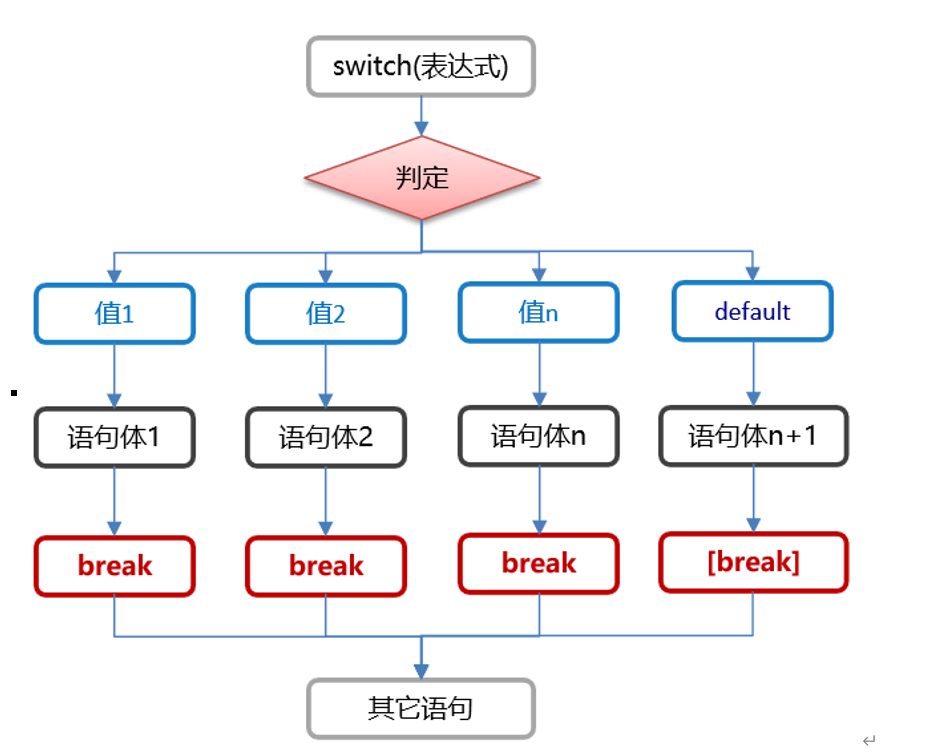 switch(表达式)
判定
值1
值2
值n
default
语句体1
语句体2
语句体n
语句体n+1
break
break
break
[break]
其它语句